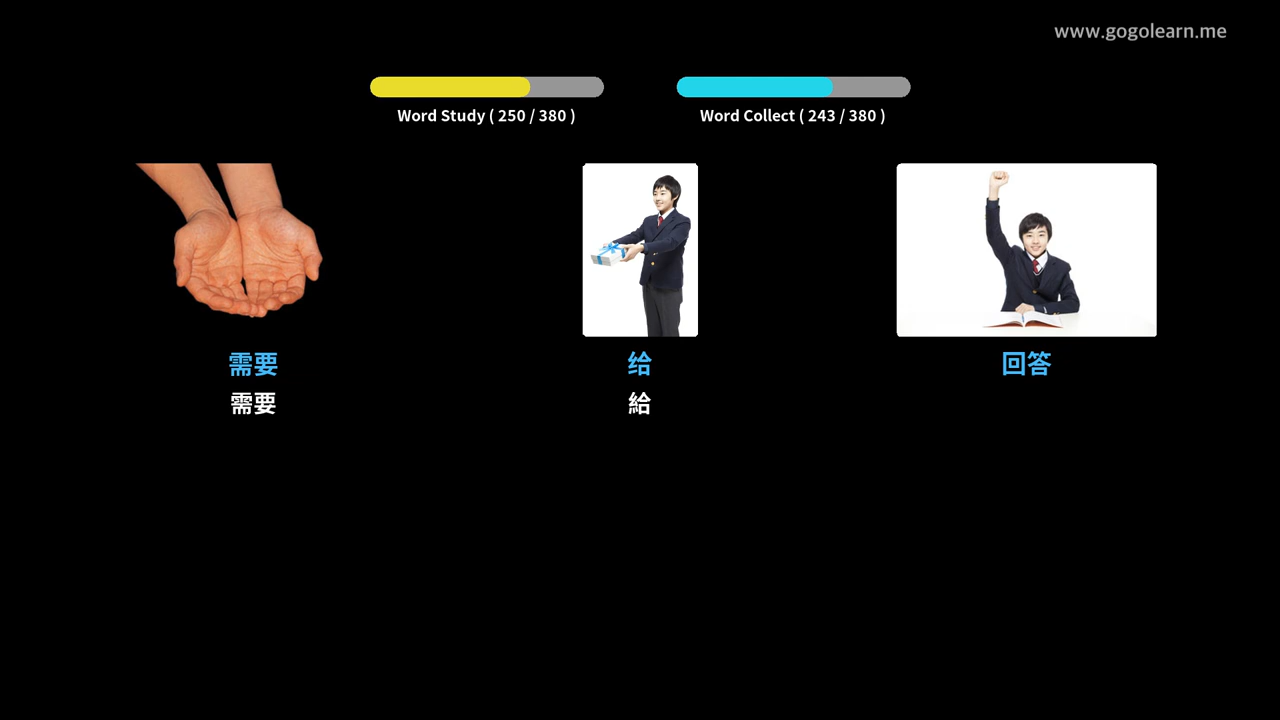 www.gogolearn.me
Word Study ( 250 / 380 )
Word Collect ( 243 / 380 )
需要
给
回答
需要
給